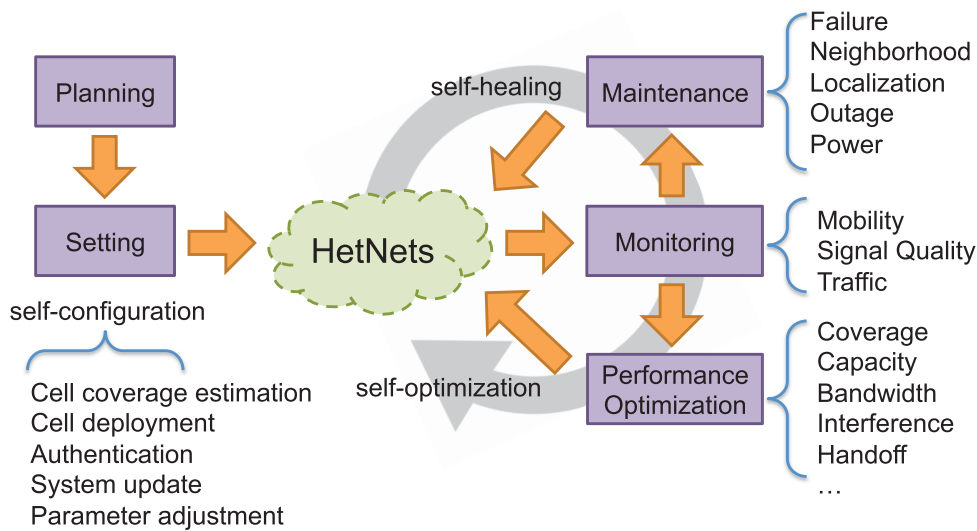 Planning
Setting
self-configuration
Cell coverage estimation
Cell deployment
Authentication
System update
Parameter adjustment
HetNets
self-healing
self-optimization
Maintenance
Failure
Neighborhood
Localization
Outage
Power
Monitoring
Mobility
Signal Quality
Traffic
Performance
Optimization
Coverage
Capacity
Bandwidth
Interference
Handoff
…